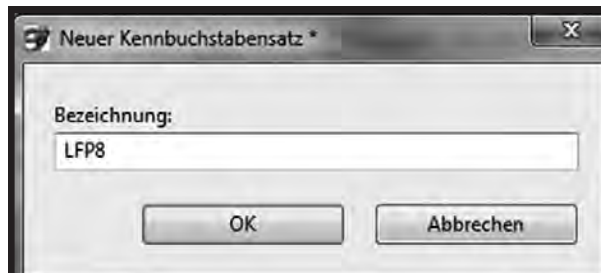 Neuer Kennbuchstabensatz *
Bezeichnung:
LFP8
OK
Abbrechen